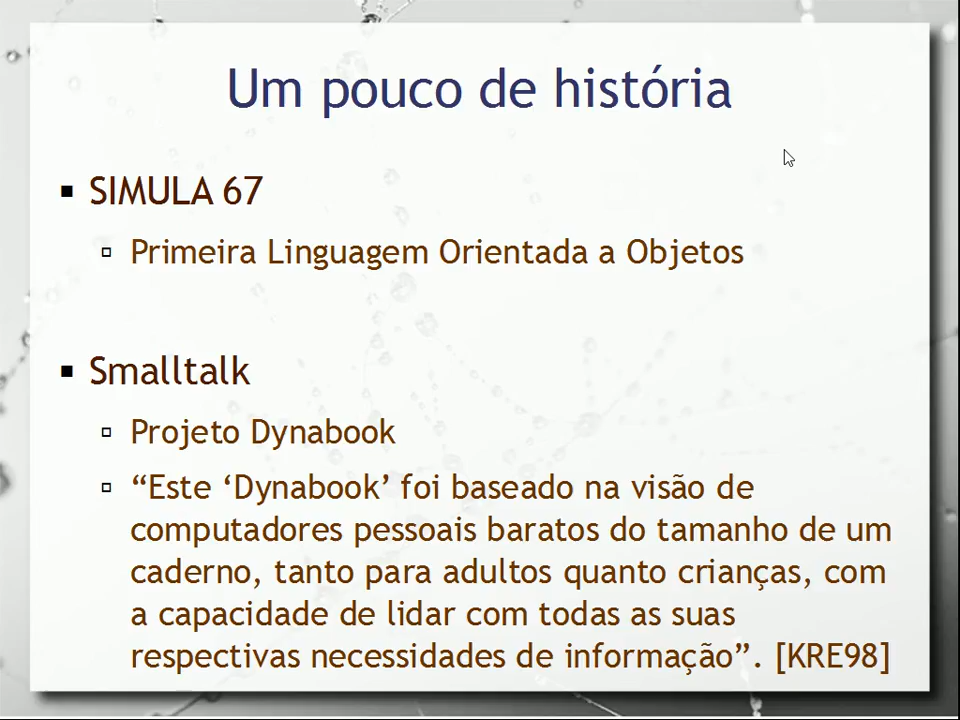 Um pouco de história
SIMULA 67
Primeira Linguagem Orientada a Objetos
Smalltalk
Projeto Dynabook
“Este ‘Dynabook’ foi baseado na visão de
computadores pessoais baratos do tamanho de um
caderno, tanto para adultos quanto crianças, com
a capacidade de lidar com todas as suas
respectivas necessidades de informação”. [KRE98]